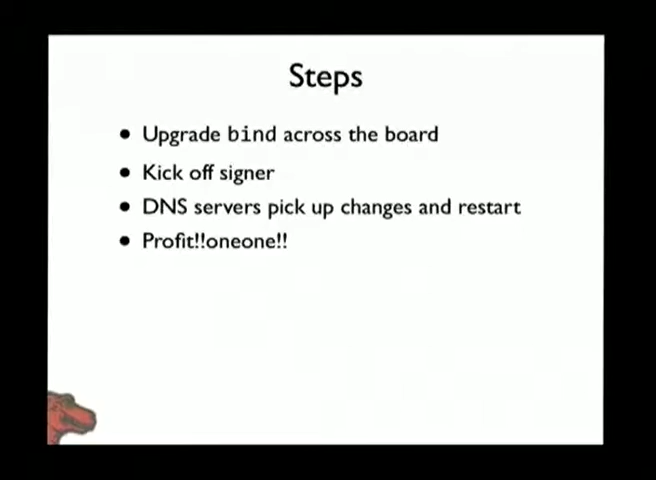 Steps
• Upgrade bind across the board
• Kick off signer
• DNS servers pick up changes and restart
• Profit!!oneone!!